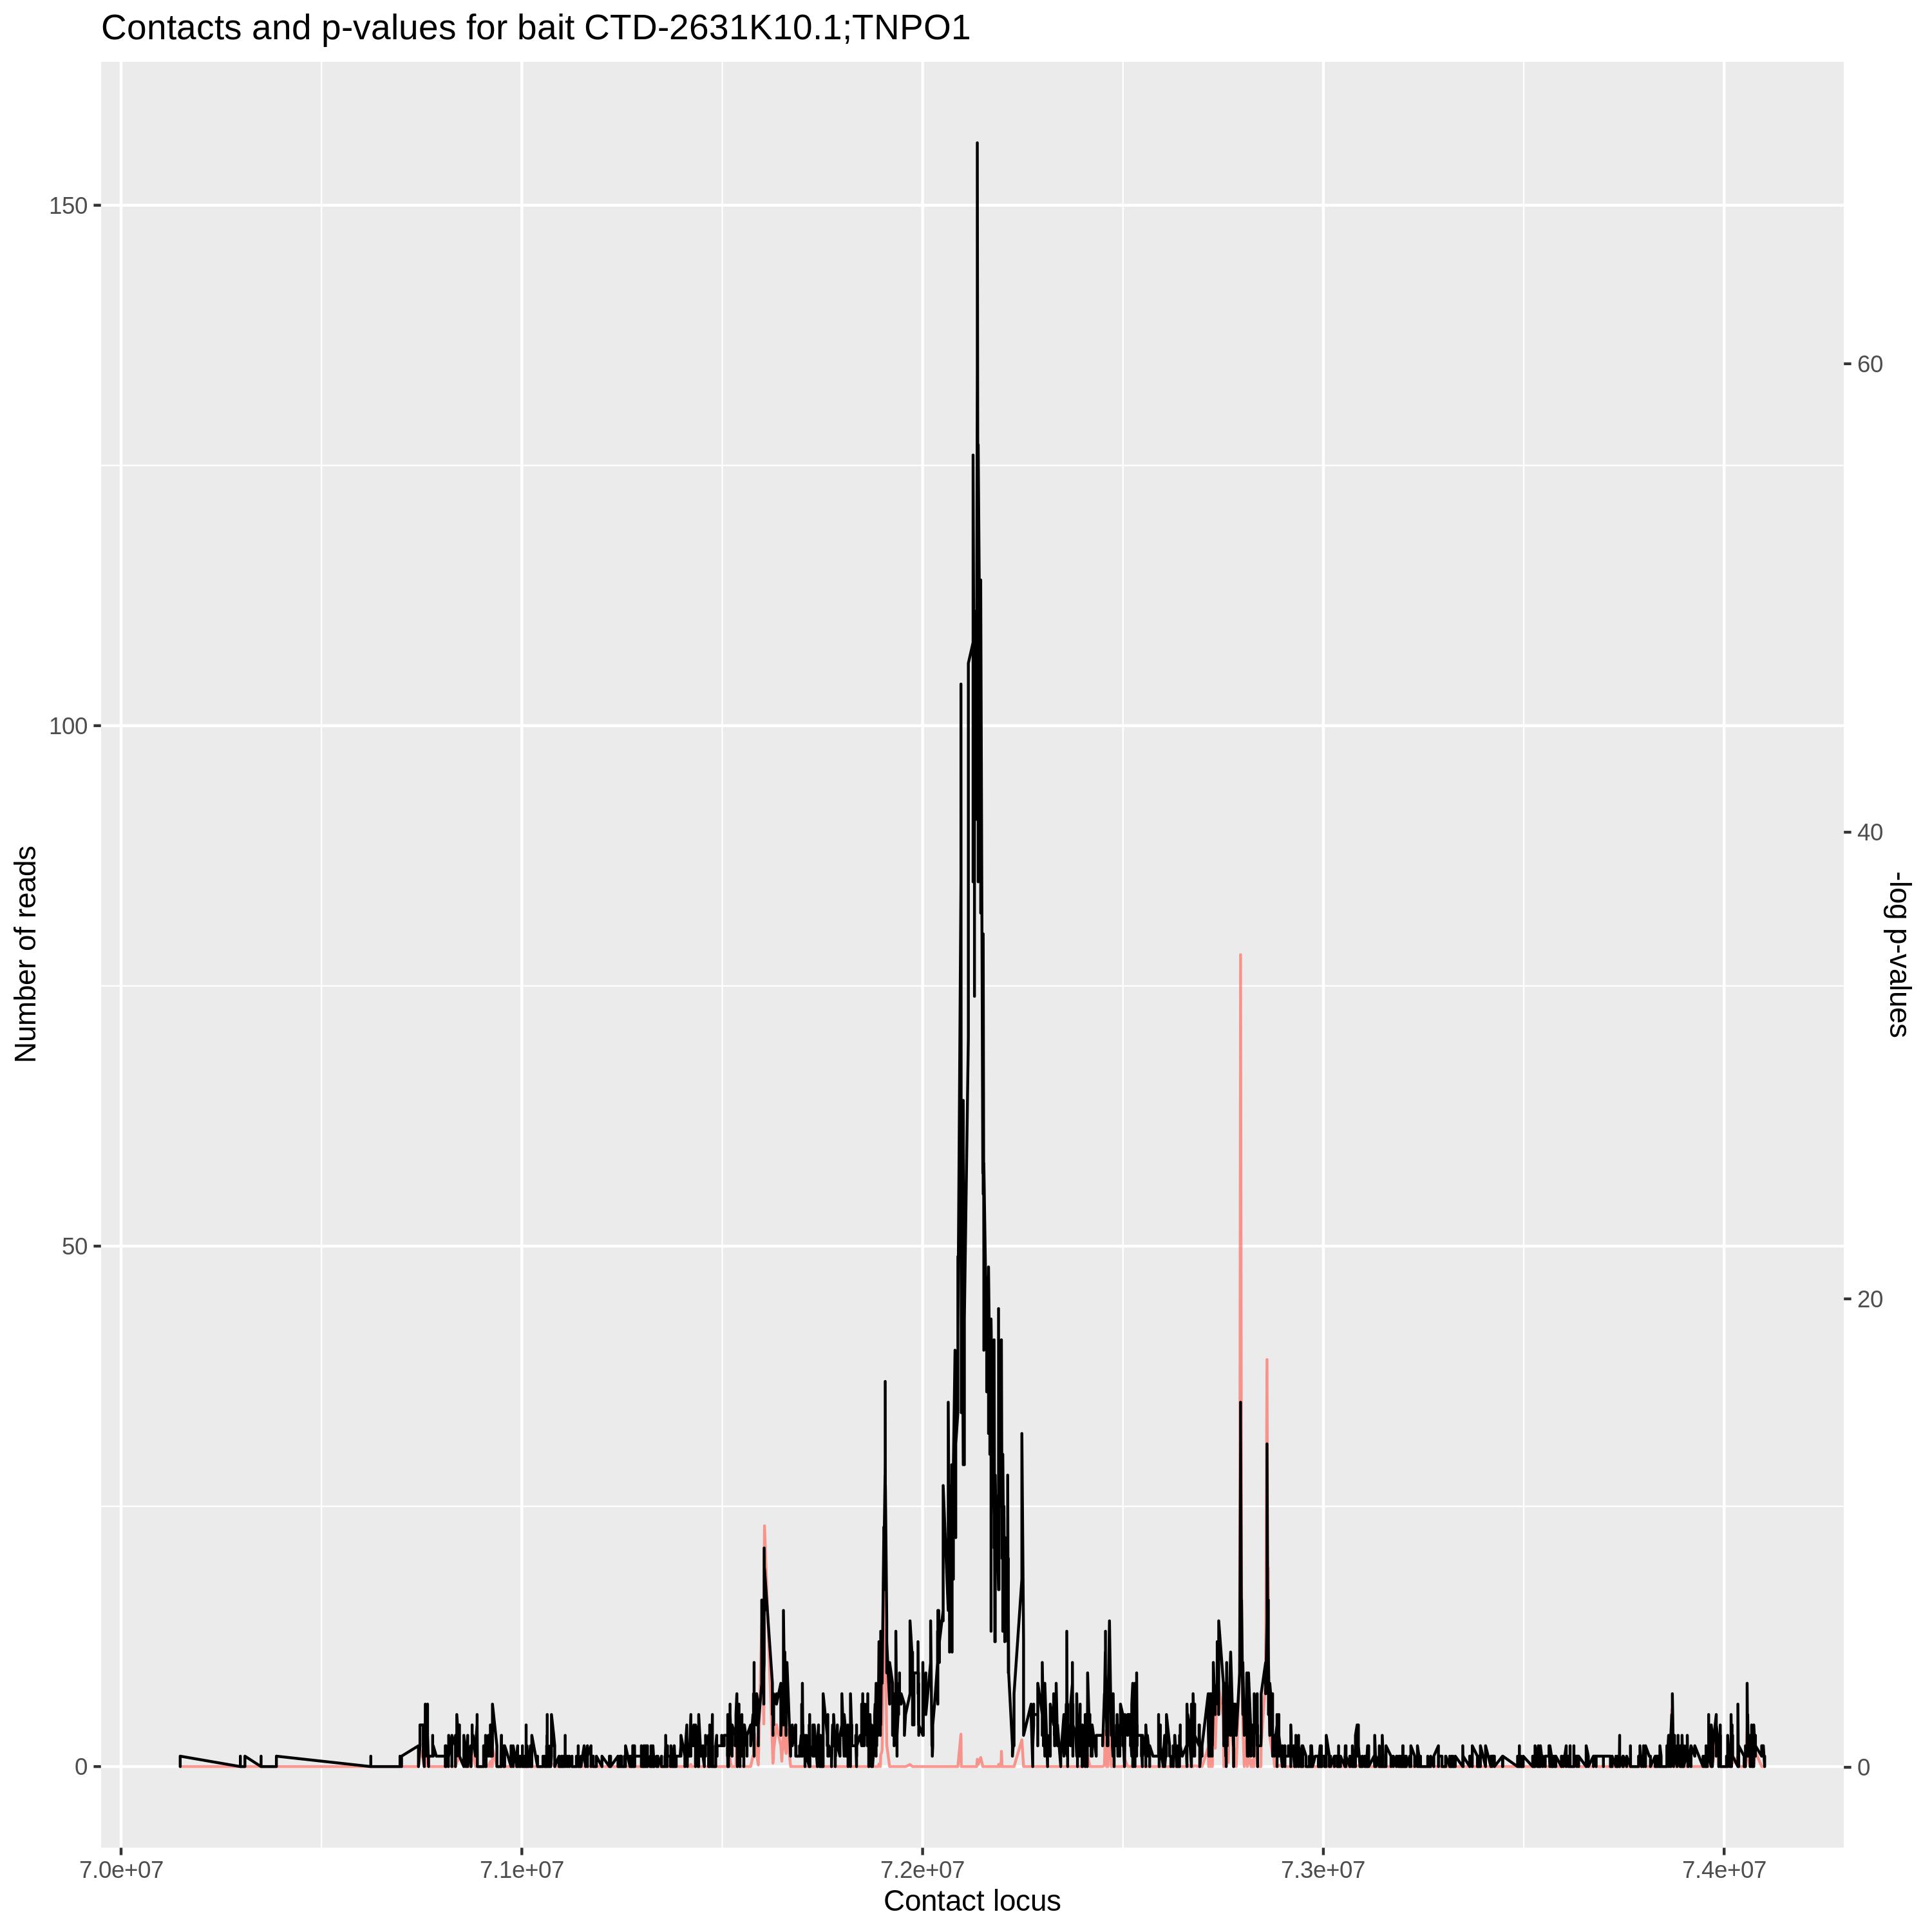 Contacts and p-values for bait CTD-2631K10.1;TNPO1
150
100
50
0
Number of reads
60
40
20
0
-log p-values
7.0e+07 7.1e+07 7.2e+07 7.3e+07 7.4e+07
Contact locus